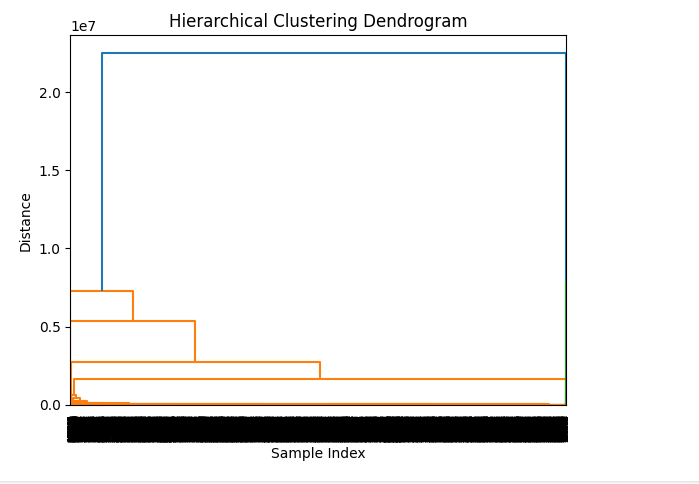 Hierarchical Clustering Dendrogram
1e7
2.0
1.5
1.0
0.5
0.0
Distance
Sample Index